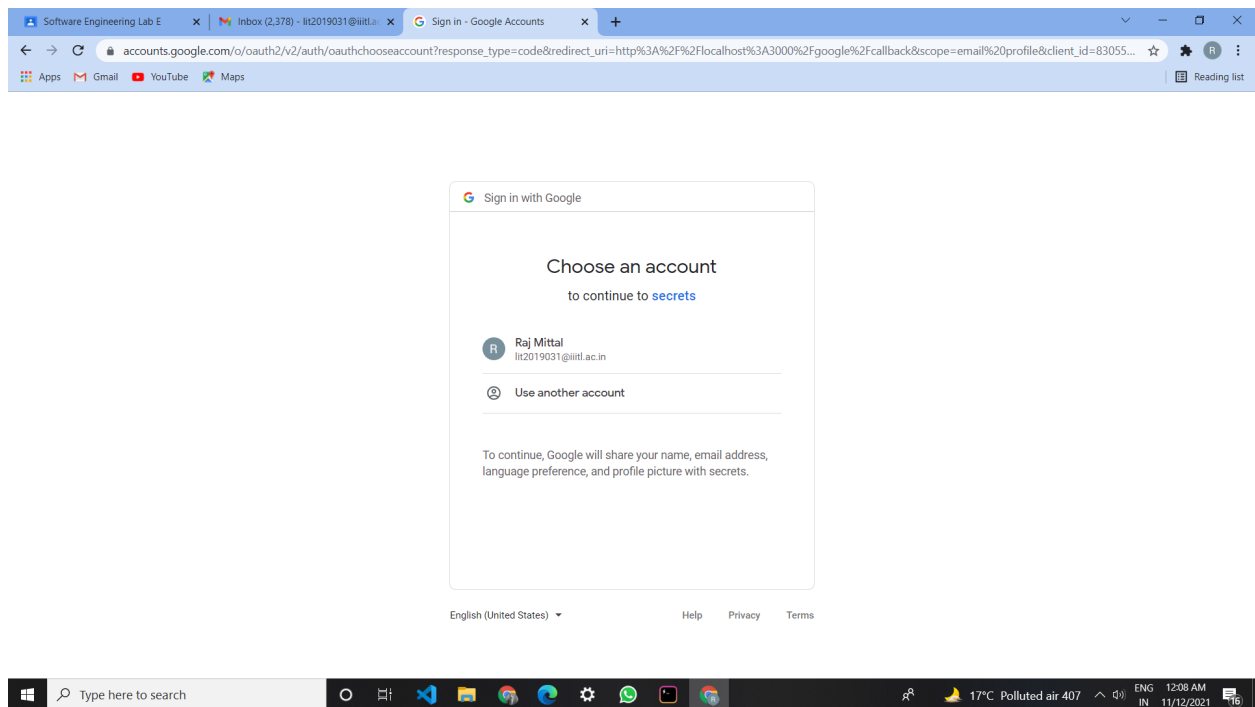 Software Engineering Lab E
Inbox (2,378) - lit2019031@iiitl.a
Sign in - Google Accounts
accounts.google.com/o/oauth2/v2/auth/oauthchooseaccount?response_type=code&redirect_uri=http%3A%2F%2Flocalhost%3A3000%2Fgoogle%2Fcallback&scope=email%20profile&client_id=83055...
R
Apps
Gmail
YouTube
Maps
Reading list
Sign in with Google
Choose an account
to continue to secrets
R
Raj Mittal
lit2019031@iiitl.ac.in
Use another account
To continue, Google will share your name, email address,
language preference, and profile picture with secrets.
English (United States)
Help
Privacy
Terms
Type here to search
17°C Polluted air 407
ENG
IN
12:08 AM
11/12/2021
16